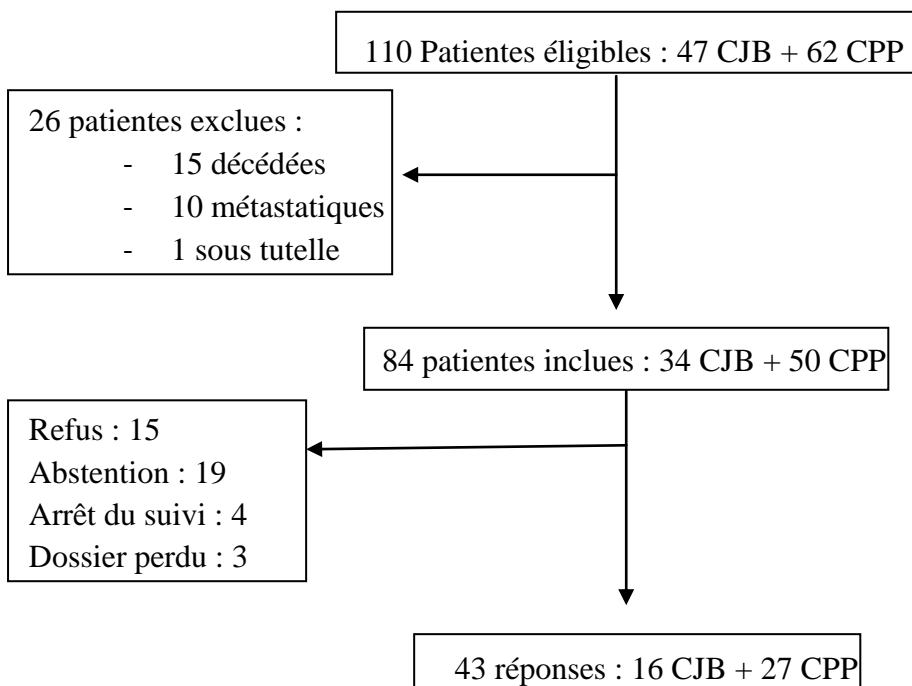 110 Patientes éligibles : 47 CJB + 62 CPP
26 patientes exclues :
- 15 décédées
- 10 métastatiques
- 1 sous tutelle
84 patientes inclues : 34 CJB + 50 CPP
Refus : 15
Abstention : 19
Arrêt du suivi : 4
Dossier perdu : 3
43 réponses : 16 CJB + 27 CPP